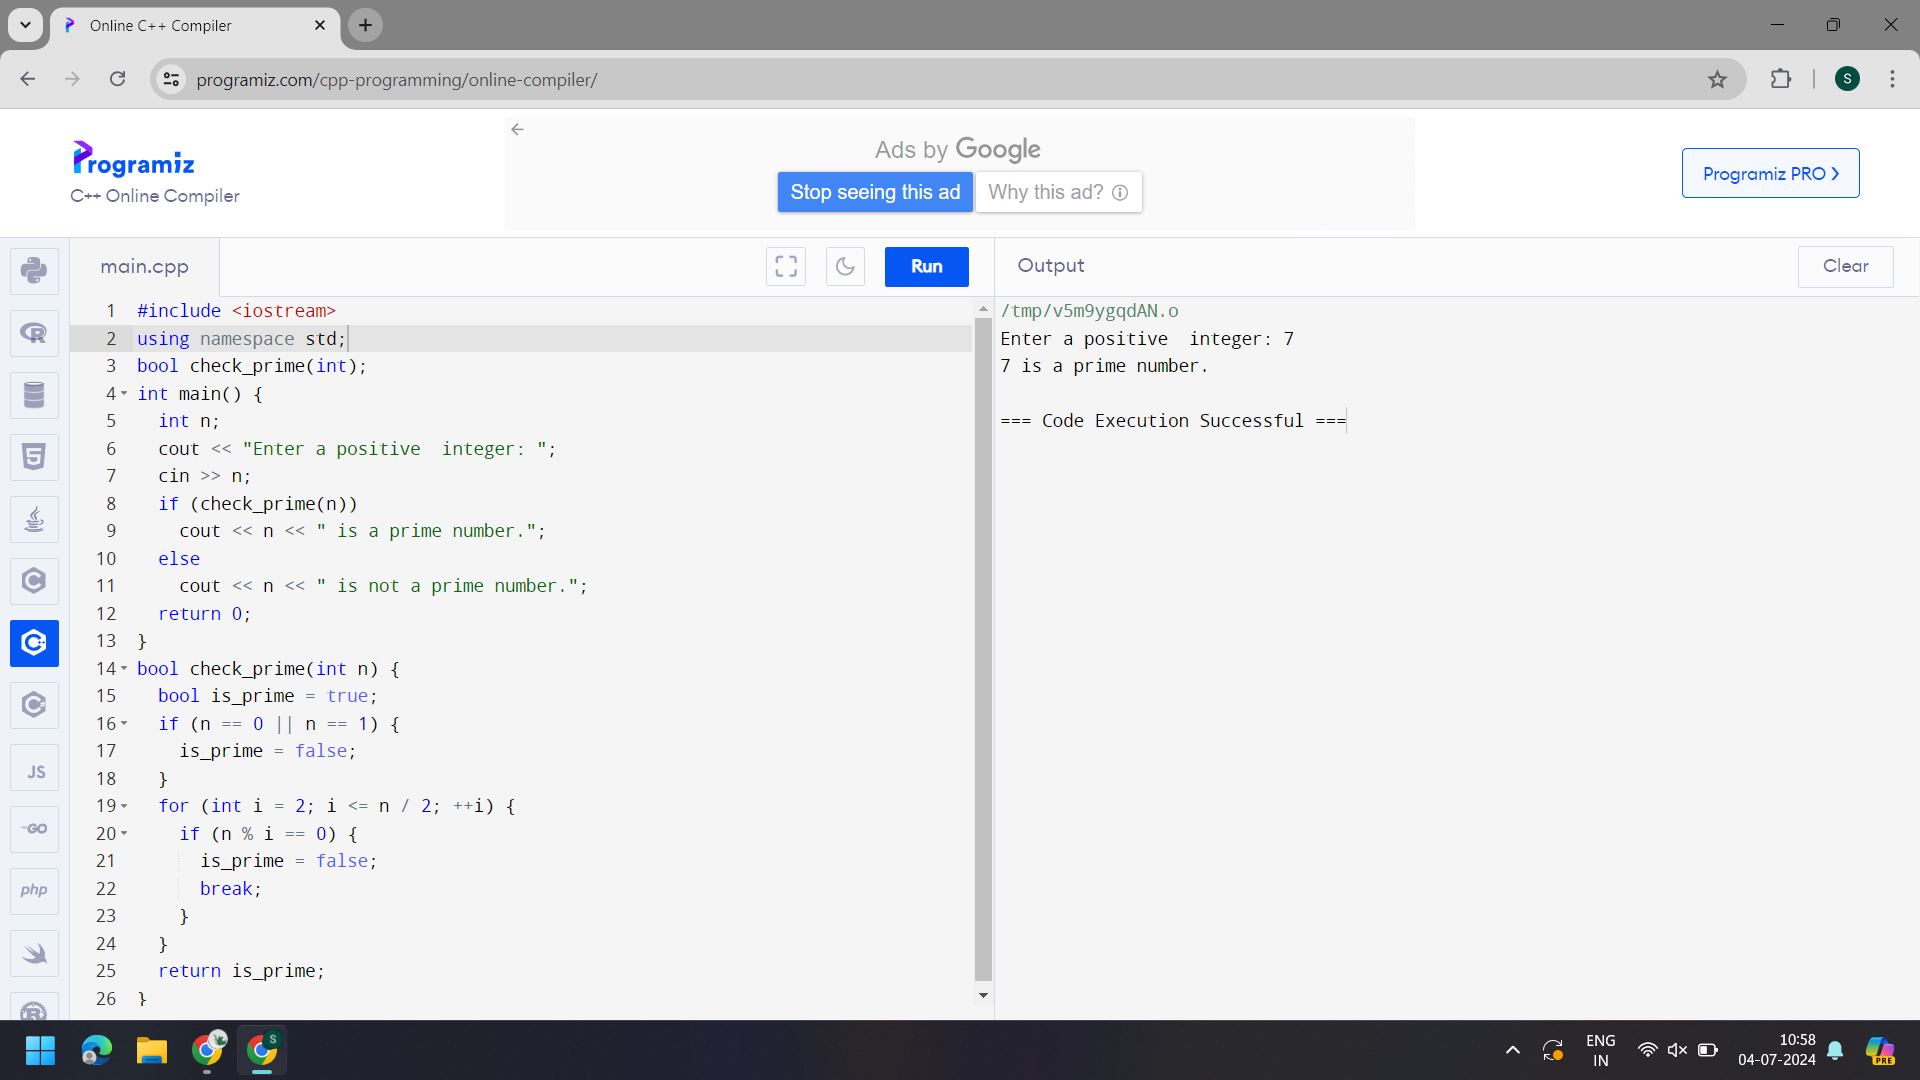 Online C++ Compiler
programiz.com/cpp-programming/online-compiler/
S
Programiz
C++ Online Compiler
Ads by Google
Stop seeing this ad
Why this ad?
Programiz PRO
main.cpp
Run
Output
Clear
1 #include <iostream>
2 using namespace std;
3 bool check_prime(int);
4 int main() {
5   int n;
6   cout << "Enter a positive  integer: ";
7   cin >> n;
8   if (check_prime(n))
9     cout << n << " is a prime number.";
10   else
11     cout << n << " is not a prime number.";
12   return 0;
13 }
14 bool check_prime(int n) {
15   bool is_prime = true;
16   if (n == 0 || n == 1) {
17     is_prime = false;
18   }
19   for (int i = 2; i <= n / 2; ++i) {
20     if (n % i == 0) {
21       is_prime = false;
22       break;
23     }
24   }
25   return is_prime;
26 }
/tmp/v5m9ygqdAN.o
Enter a positive  integer: 7
7 is a prime number.
=== Code Execution Successful ===
R
5
C
C+
C
JS
GO
php
R
S
ENG
IN
10:58
04-07-2024
PRE